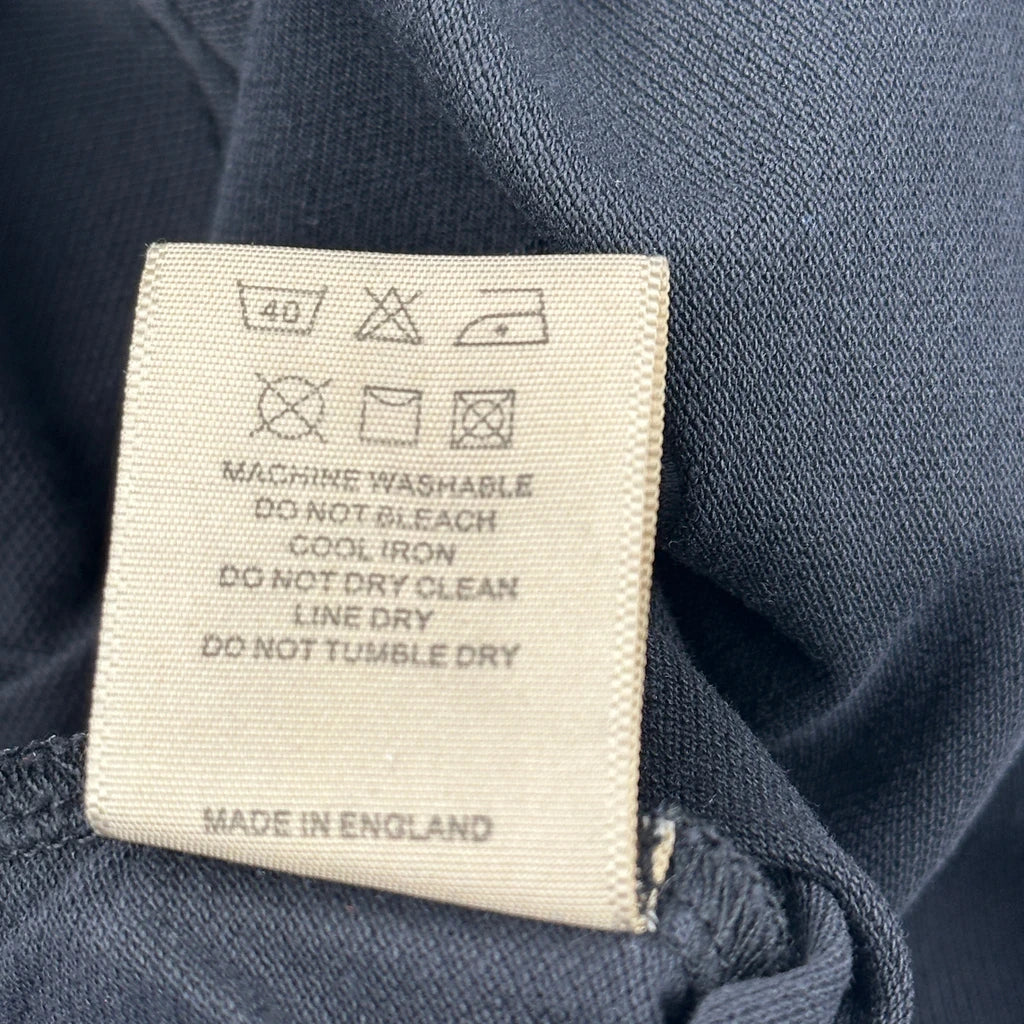 40
MACHINE WASHABLE
DO NOT BLEACH
COOL IRON
DO NOT DRY CLEAN
LINE DRY
DO NOT TUMBLE DRY
MADE IN ENGLAND